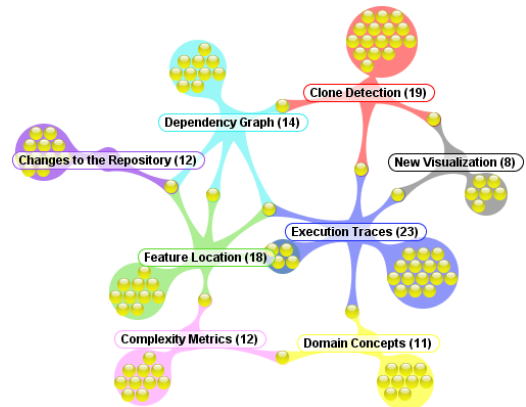 Clone Detection (19)
Dependency Graph (14)
Changes to the Repository (12)
New Visualization (8)
Execution Traces (23)
Feature Location (18)
Complexity Metrics (12)
Domain Concepts (11)